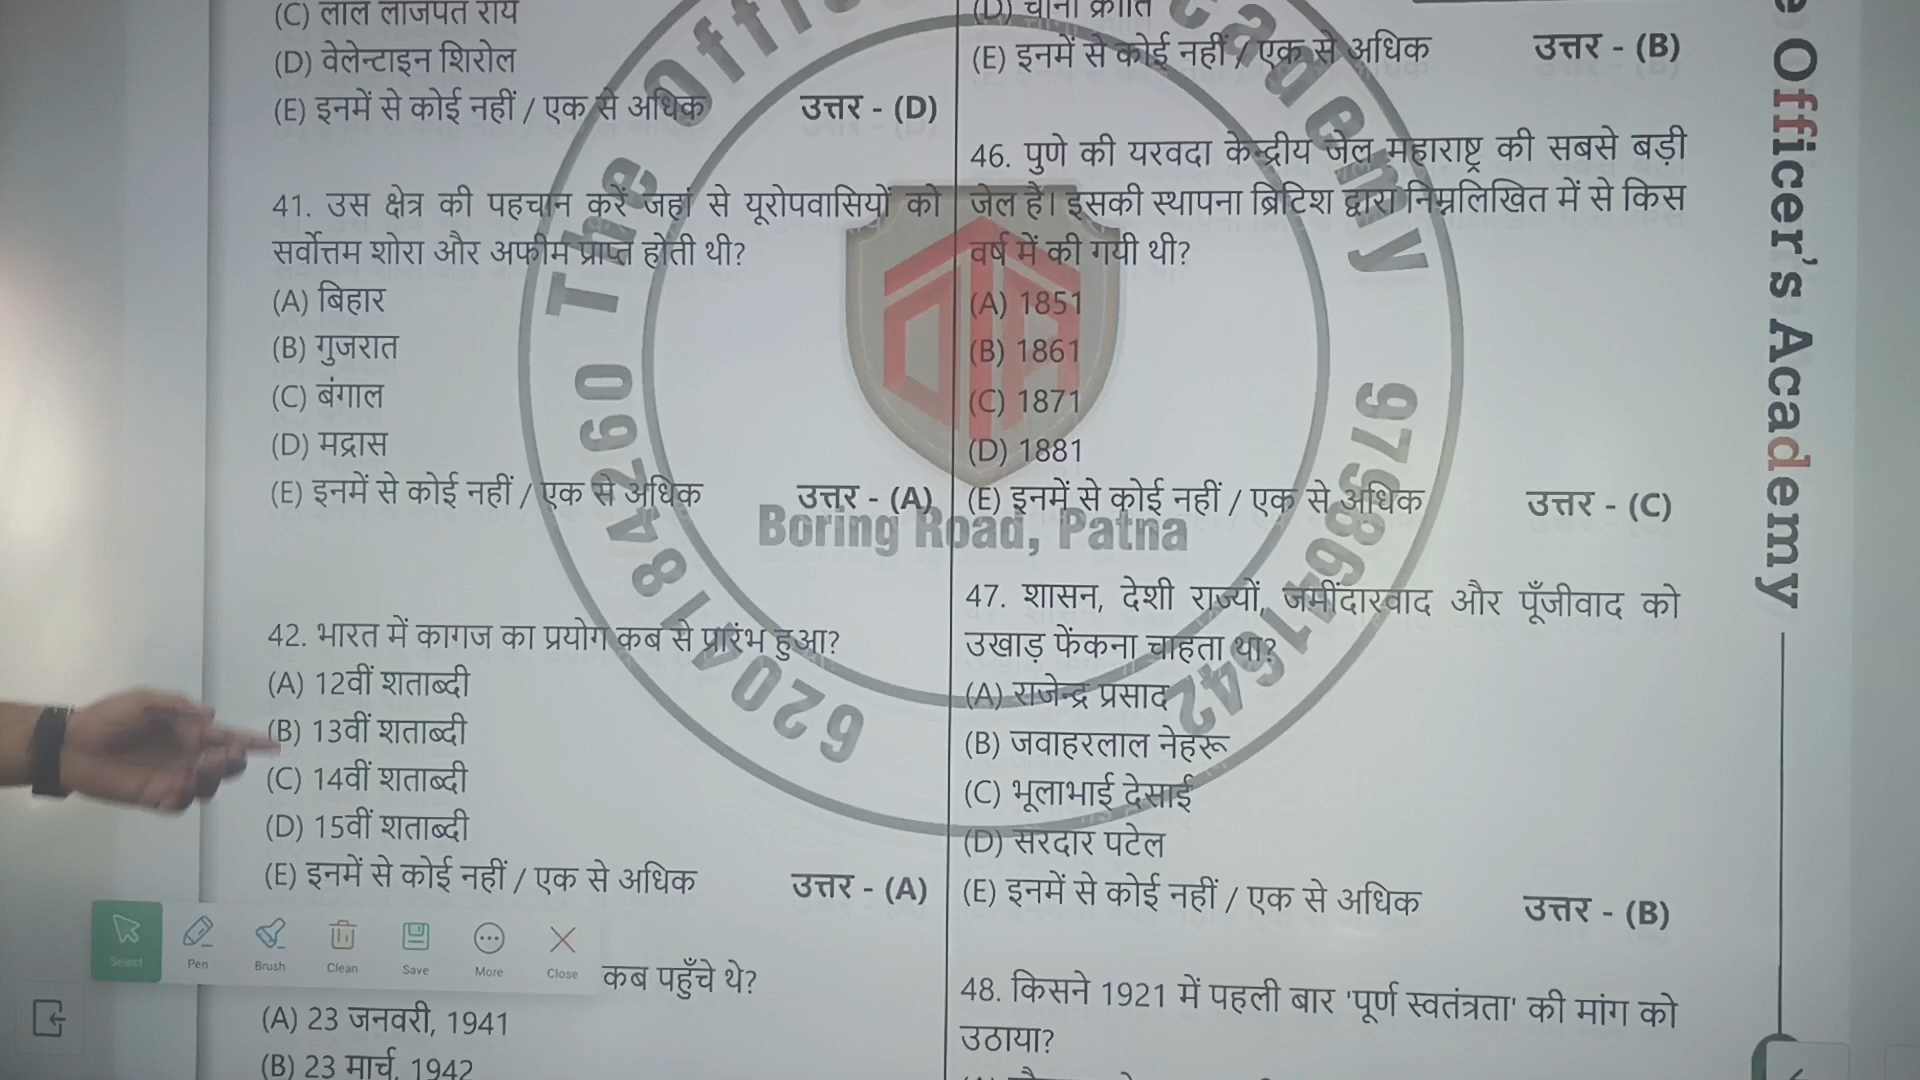 (C) लाल लाजपत राय
(D) वेलेन्टाइन शिरोल
(E) इनमें से कोई नहीं / एक से अधिक
उत्तर - (D)
41. उस क्षेत्र की पहचान करें जहां से यूरोपवासियों को
सर्वोत्तम शोरा और अफीम प्राप्त होती थी?
(A) बिहार
(B) गुजरात
(C) बंगाल
(D) मद्रास
(E) इनमें से कोई नहीं / एक से अधिक
उत्तर - (A)
42. भारत में कागज का प्रयोग कब से प्रारंभ हुआ?
(A) 12वीं शताब्दी
(B) 13वीं शताब्दी
(C) 14वीं शताब्दी
(D) 15वीं शताब्दी
(E) इनमें से कोई नहीं / एक से अधिक
उत्तर - (A)
कब पहुँचे थे?
(A) 23 जनवरी, 1941
(B) 23 मार्च, 1942
(D) चीनी क्रांति
(E) इनमें से कोई नहीं / एक से अधिक
उत्तर - (B)
46. पुणे की यरवदा केन्द्रीय जेल महाराष्ट्र की सबसे बड़ी
जेल है। इसकी स्थापना ब्रिटिश द्वारा निम्नलिखित में से किस
वर्ष में की गयी थी?
(A) 1851
(B) 1861
(C) 1871
(D) 1881
(E) इनमें से कोई नहीं / एक से अधिक
उत्तर - (C)
47. शासन, देशी राज्यों, जमींदारवाद और पूँजीवाद को
उखाड़ फेंकना चाहता था?
(A) राजेन्द्र प्रसाद
(B) जवाहरलाल नेहरू
(C) भूलाभाई देसाई
(D) सरदार पटेल
(E) इनमें से कोई नहीं / एक से अधिक
उत्तर - (B)
48. किसने 1921 में पहली बार 'पूर्ण स्वतंत्रता' की मांग को
उठाया?
Boring Road, Patna
6204184290
9798641642
Officer's Academy
Select
Pen
Brush
Clean
Save
More
Close